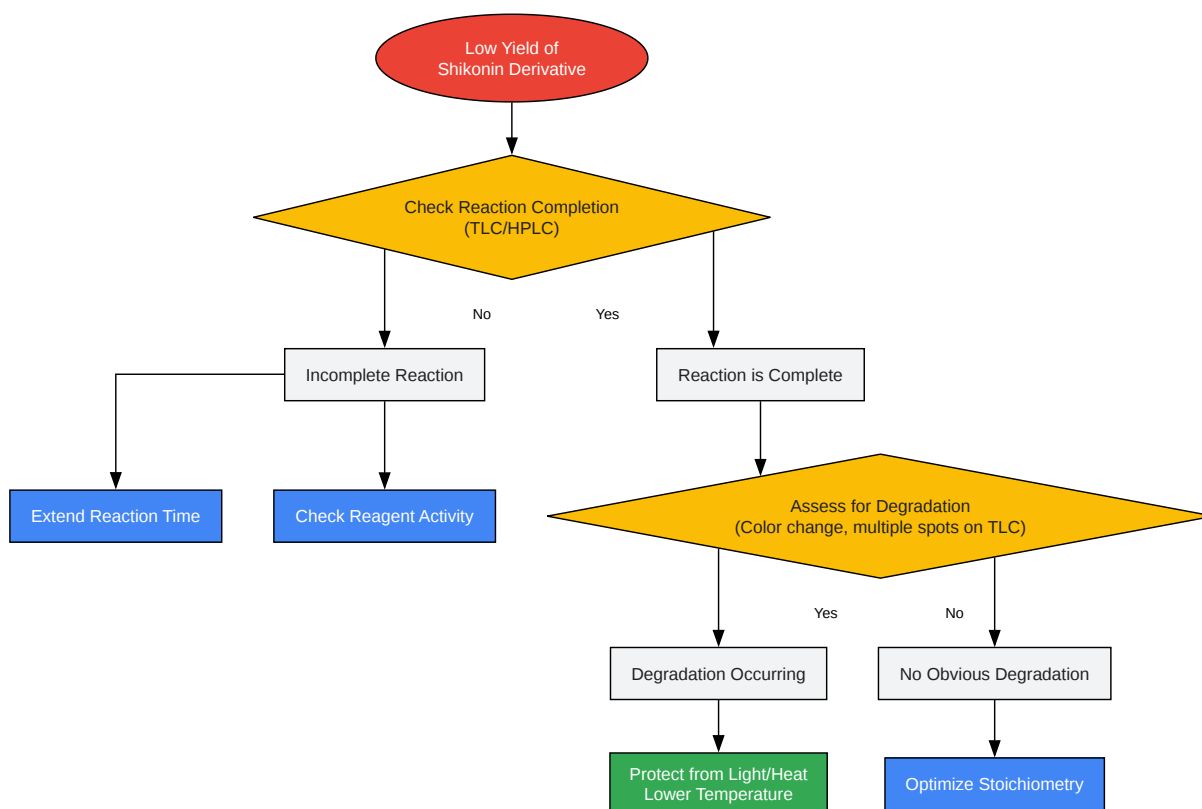 Low Yield of
Shikonin Derivative
Check Reaction Completion
(TLC/HPLC)
No
Yes
Incomplete Reaction
Reaction is Complete
Extend Reaction Time
Check Reagent Activity
Assess for Degradation
(Color change, multiple spots on TLC)
Yes
No
Degradation Occurring
No Obvious Degradation
Protect from Light/Heat
Lower Temperature
Optimize Stoichiometry